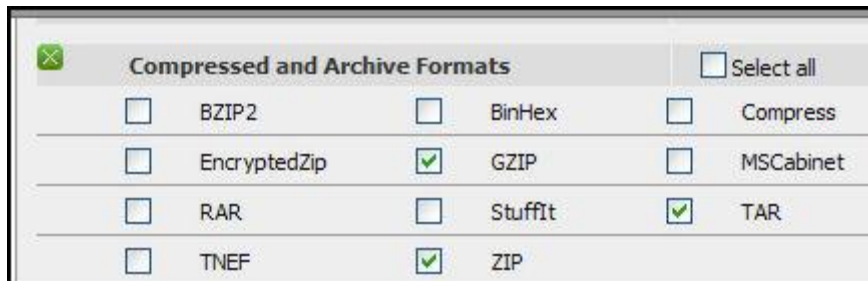 Compressed and Archive Formats Select all
BZIP2 BinHex Compress
EncryptedZip GZIP MSCabinet
RAR StuffIt TAR
TNEF ZIP